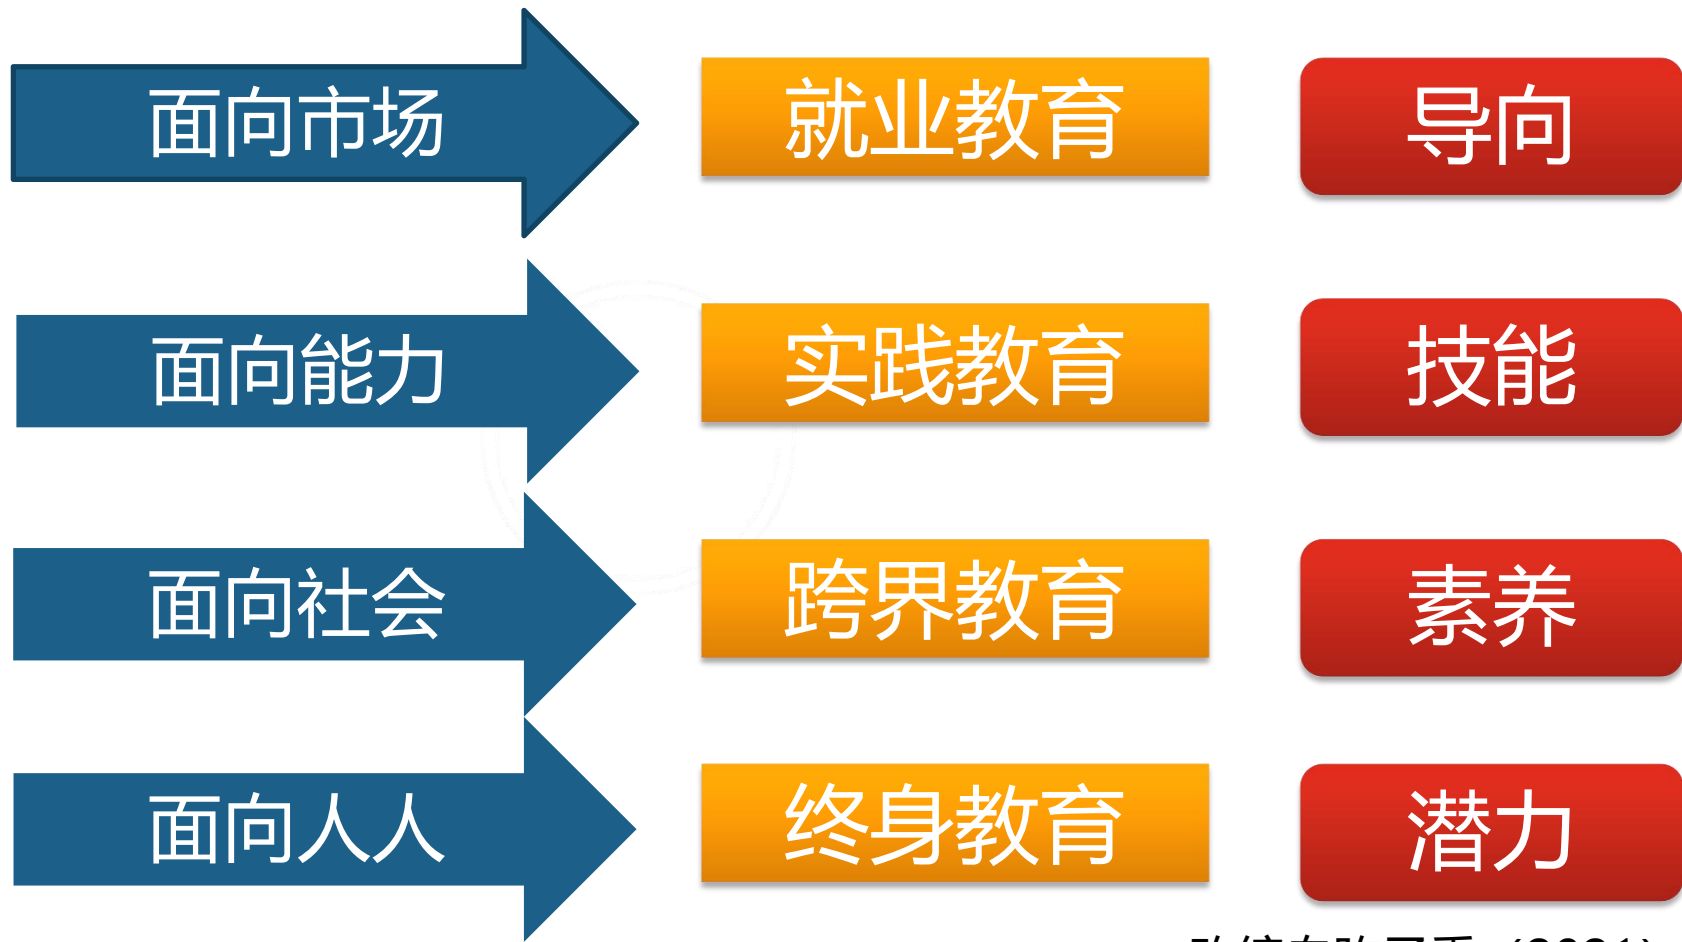 面向市场 就业教育 导向
面向能力 实践教育 技能
面向社会 跨界教育 素养
面向人人 终身教育 潜力